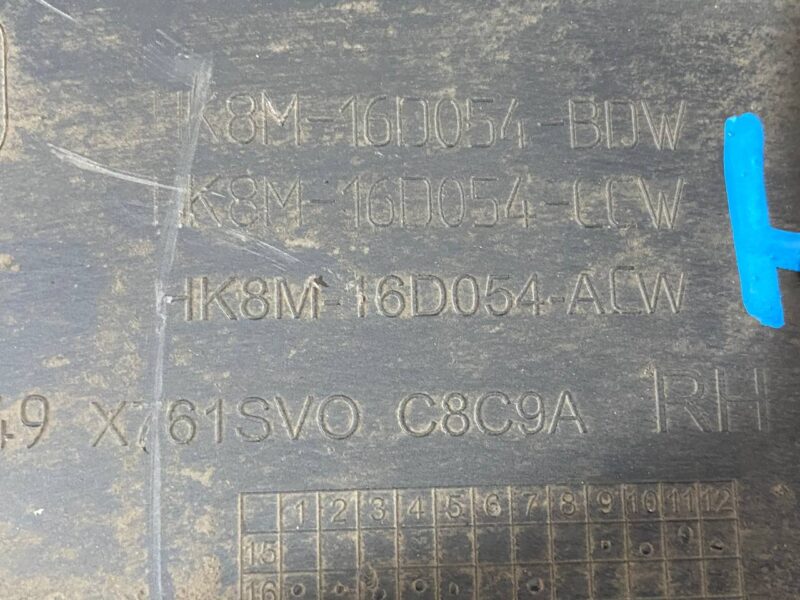 HK8M-16D054-BDW
HK8M-16D054-CCW
HK8M-16D054-ACW
49 X761SVO C8C9A RH
1 2 3 4 5 6 7 8 9 10 11 12
15
16